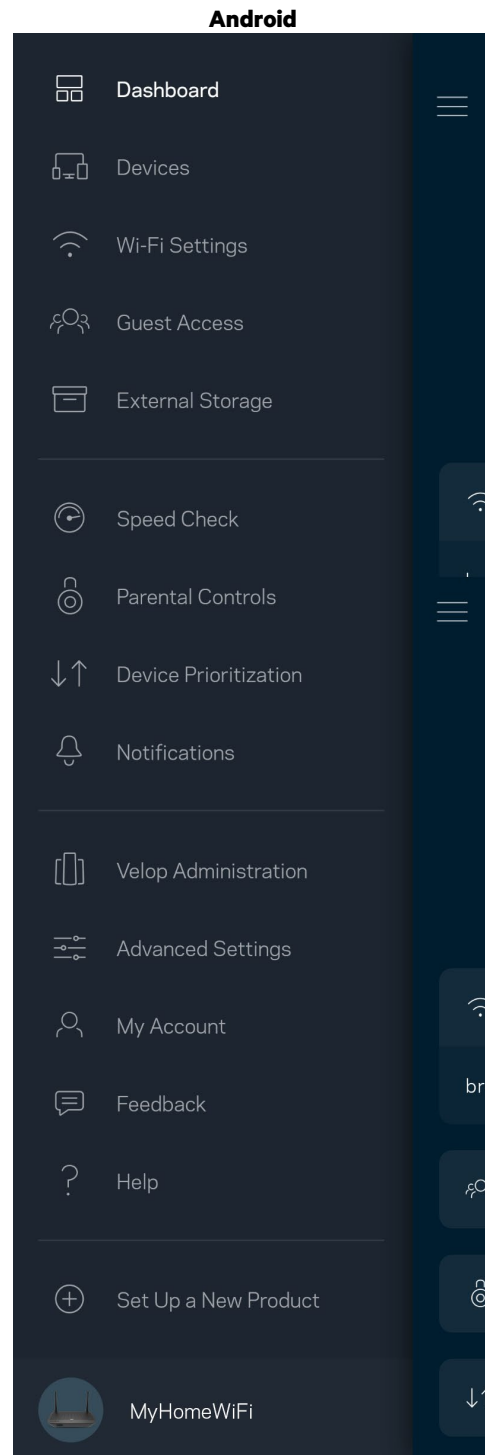 Android
Dashboard
Devices
Wi-Fi Settings
Guest Access
External Storage
Speed Check
Parental Controls
Device Prioritization
Notifications
Velop Administration
Advanced Settings
My Account
br
Feedback
Help
Set Up a New Product
MyHomeWiFi